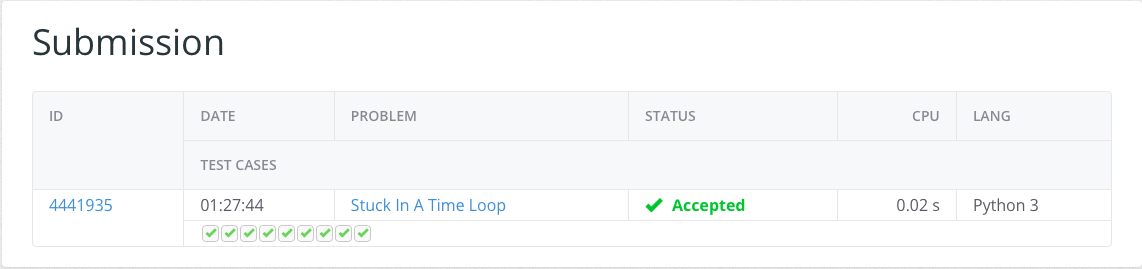 Submission
ID DATE PROBLEM STATUS CPU LANG
TEST CASES
4441935 01:27:44 Stuck In A Time Loop Accepted 0.02 s Python 3